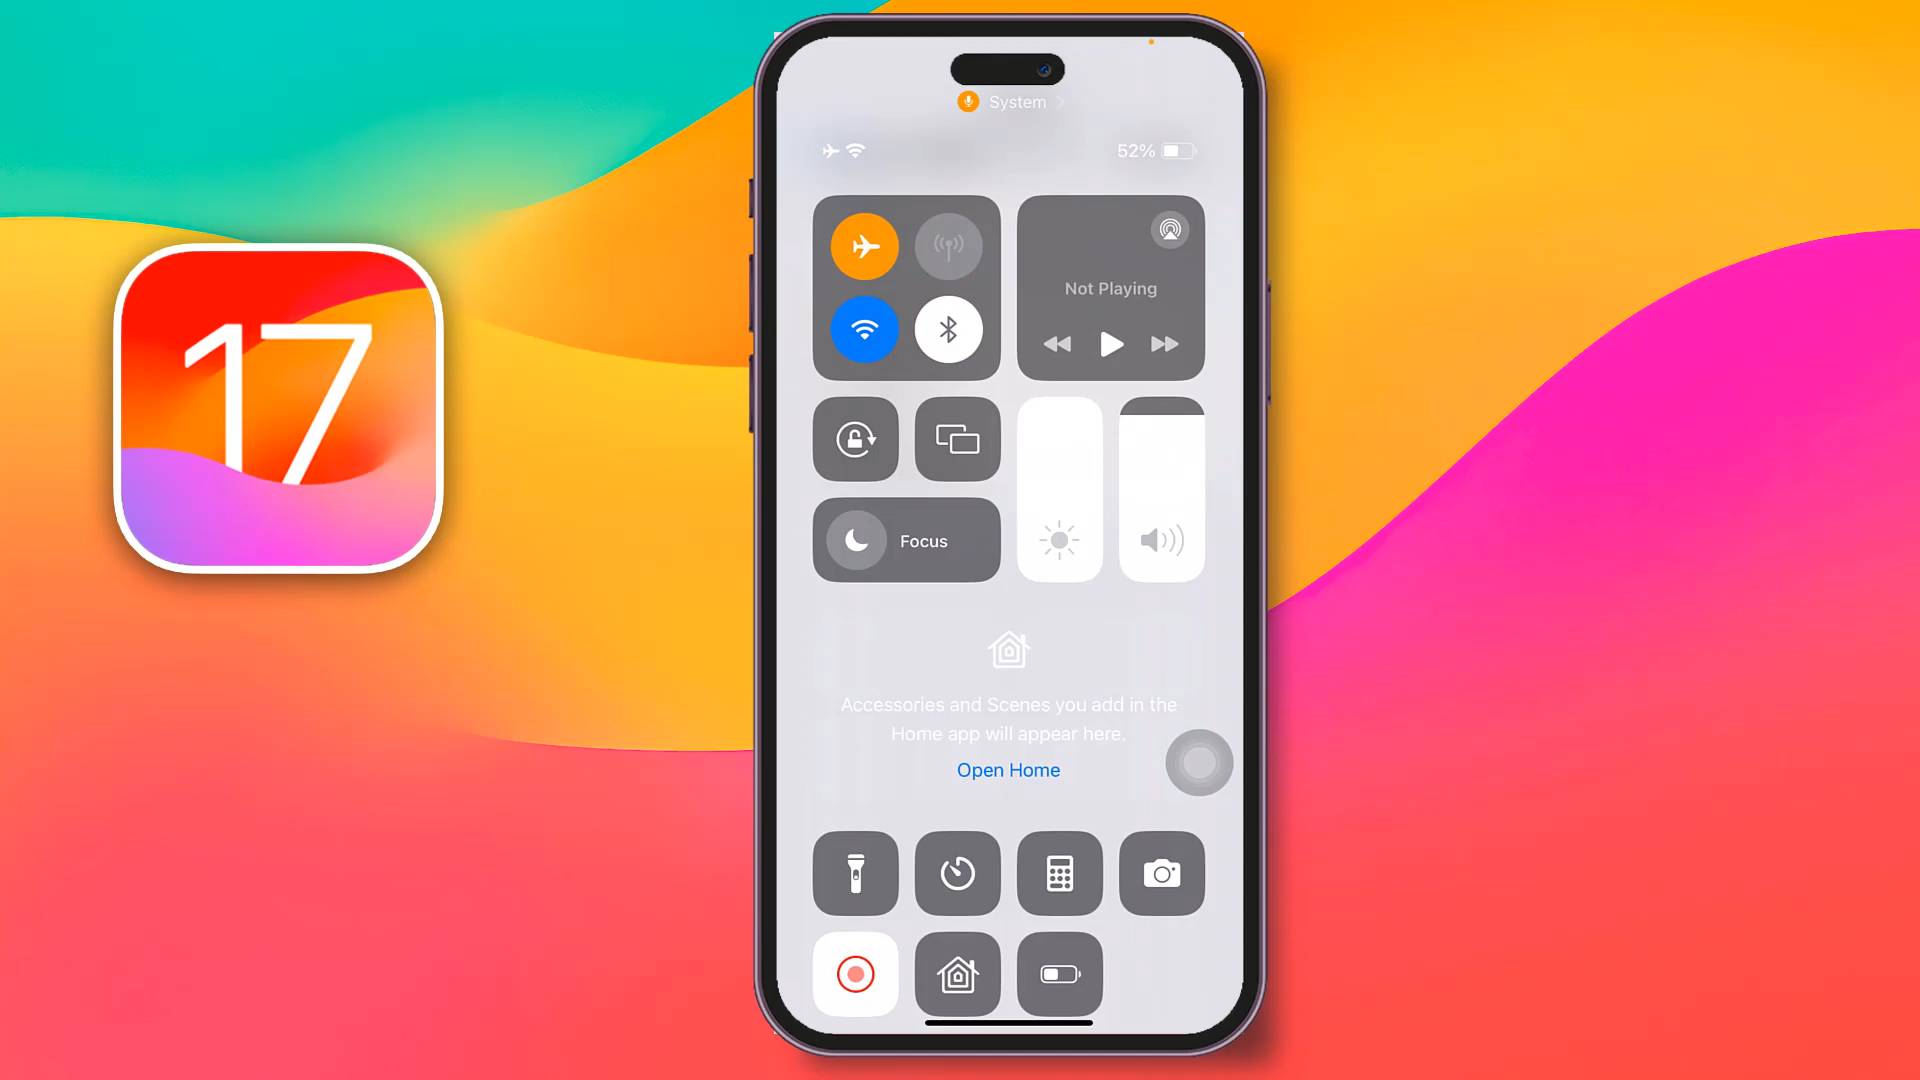 17
System
52%
Not Playing
Focus
Accessories and Scenes you add in the
Home app will appear here.
Open Home